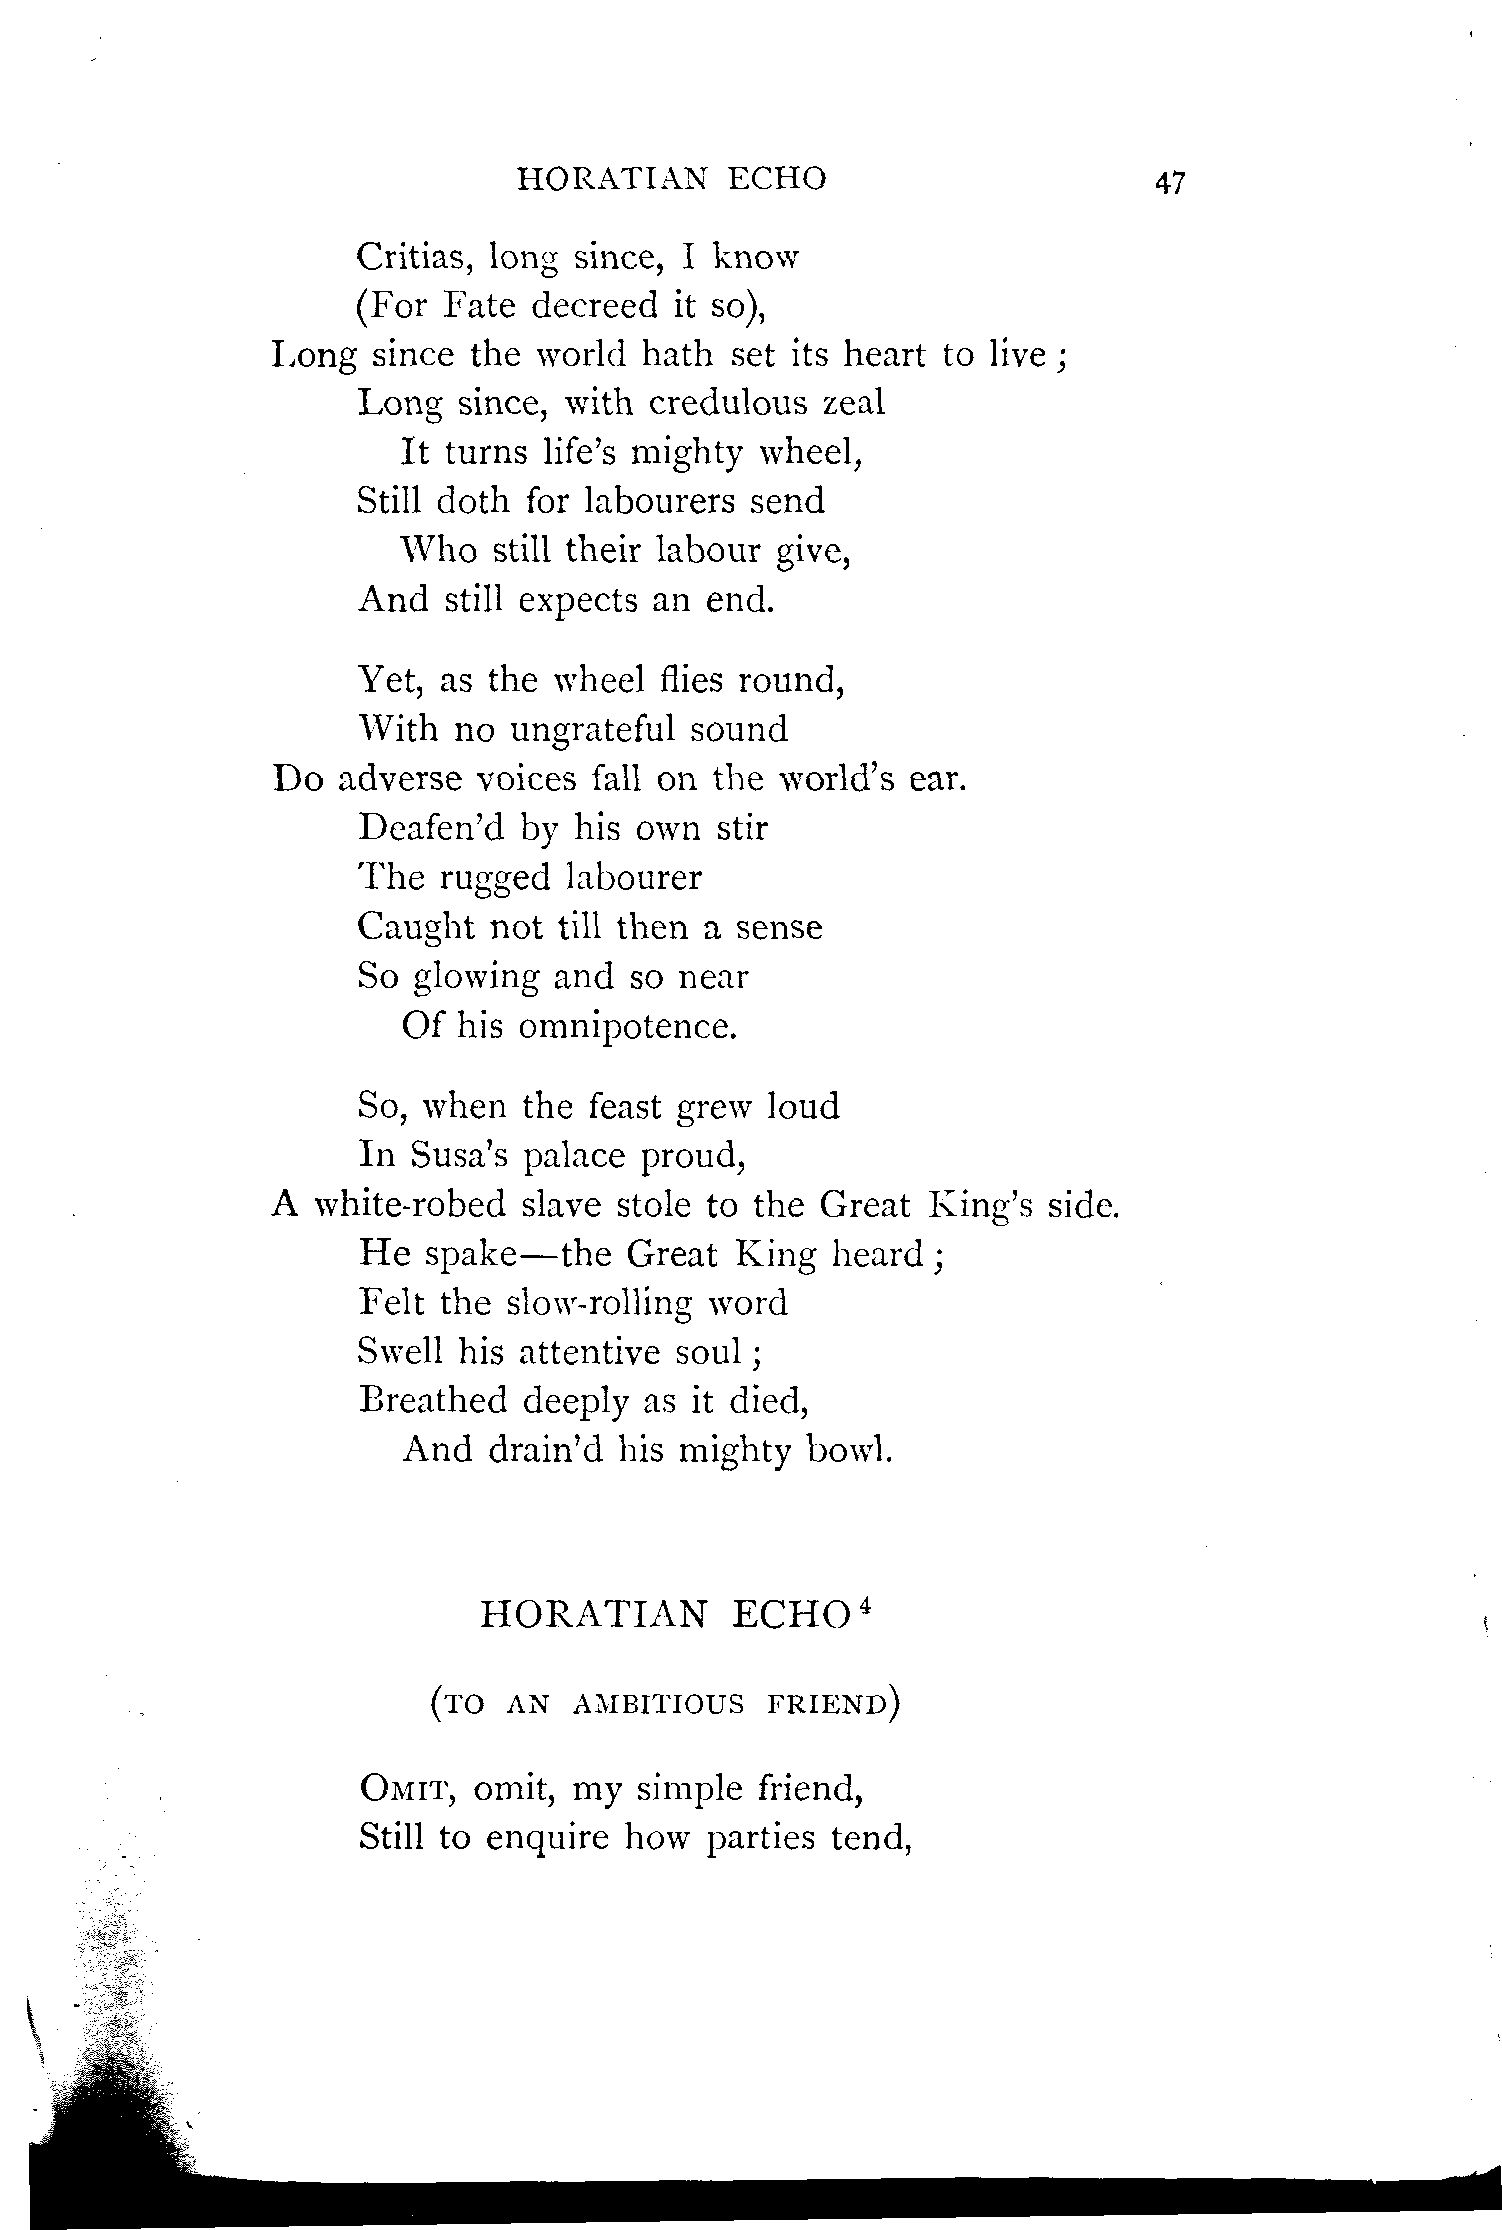 HORATIAN ECHO 47
Critias, long since, I know
(For Fate decreed it so),
Long since the world hath set its heart to live ;
Long since, with credulous zeal
It turns life's mighty wheel,
Still doth for labourers send
Who still their labour give,
And still expects an end.
Yet, as the wheel flies round,
With no ungrateful sound
Do adverse voices fall on the world's ear.
Deafen'd by his own stir
The rugged labourer
Caught not till then a sense
So glowing and so near
Of his omnipotence.
So, when the feast grew loud
In Susa's palace proud,
A white-robed slave stole to the Great King's side.
He spake—the Great King heard ;
Felt the slow-rolling word
Swell his attentive soul ;
Breathed deeply as it died,
And drain'd his mighty bowl.
HORATIAN ECHO ⁴
(TO AN AMBITIOUS FRIEND)
OMIT, omit, my simple friend,
Still to enquire how parties tend,